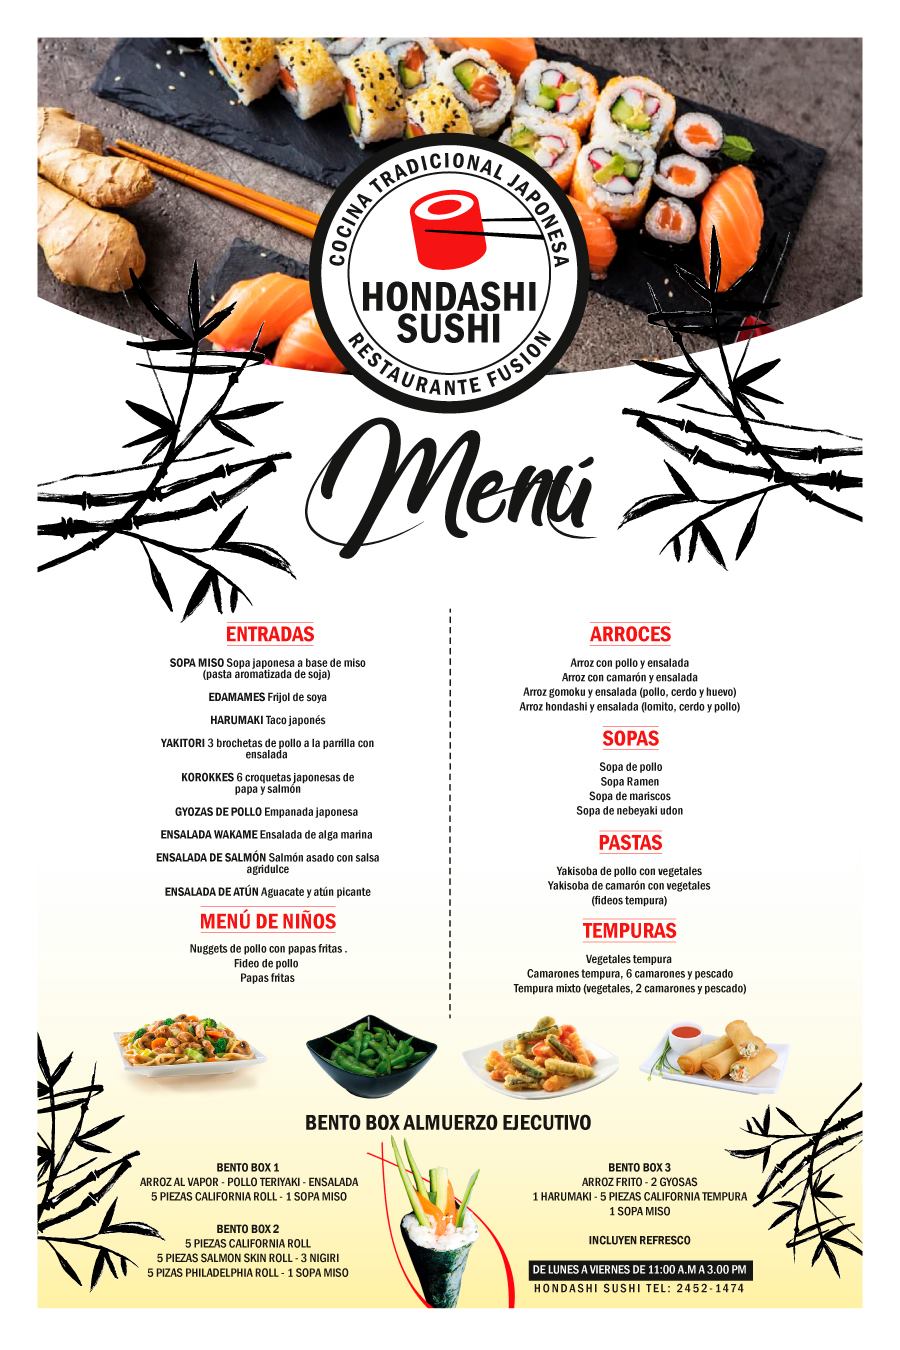 COCINA TRADICIONAL JAPONESA
HONDASHI
SUSHI
RESTAURANTE FUSION
Menú
ENTRADAS
SOPA MISO Sopa japonesa a base de miso
(pasta aromatizada de soja)
EDAMAMES Frijol de soya
HARUMAKI Taco japonés
YAKITORI 3 brochetas de pollo a la parrilla con
ensalada
KOROKKES 6 croquetas japonesas de
papa y salmón
GYOZAS DE POLLO Empanada japonesa
ENSALADA WAKAME Ensalada de alga marina
ENSALADA DE SALMÓN Salmón asado con salsa
agridulce
ENSALADA DE ATÚN Aguacate y atún picante
MENÚ DE NIÑOS
Nuggets de pollo con papas fritas .
Fideo de pollo
Papas fritas
ARROCES
Arroz con pollo y ensalada
Arroz con camarón y ensalada
Arroz gomoku y ensalada (pollo, cerdo y huevo)
Arroz hondashi y ensalada (lomito, cerdo y pollo)
SOPAS
Sopa de pollo
Sopa Ramen
Sopa de mariscos
Sopa de nebeyaki udon
PASTAS
Yakisoba de pollo con vegetales
Yakisoba de camarón con vegetales
(fideos tempura)
TEMPURAS
Vegetales tempura
Camarones tempura, 6 camarones y pescado
Tempura mixto (vegetales, 2 camarones y pescado)
BENTO BOX ALMUERZO EJECUTIVO
BENTO BOX 1
ARROZ AL VAPOR - POLLO TERIYAKI - ENSALADA
5 PIEZAS CALIFORNIA ROLL - 1 SOPA MISO
BENTO BOX 2
5 PIEZAS CALIFORNIA ROLL
5 PIEZAS SALMON SKIN ROLL - 3 NIGIRI
5 PIZAS PHILADELPHIA ROLL - 1 SOPA MISO
BENTO BOX 3
ARROZ FRITO - 2 GYOSAS
1 HARUMAKI - 5 PIEZAS CALIFORNIA TEMPURA
1 SOPA MISO
INCLUYEN REFRESCO
DE LUNES A VIERNES DE 11:00 A.M A 3.00 PM
HONDASHI SUSHI TEL: 2452-1474